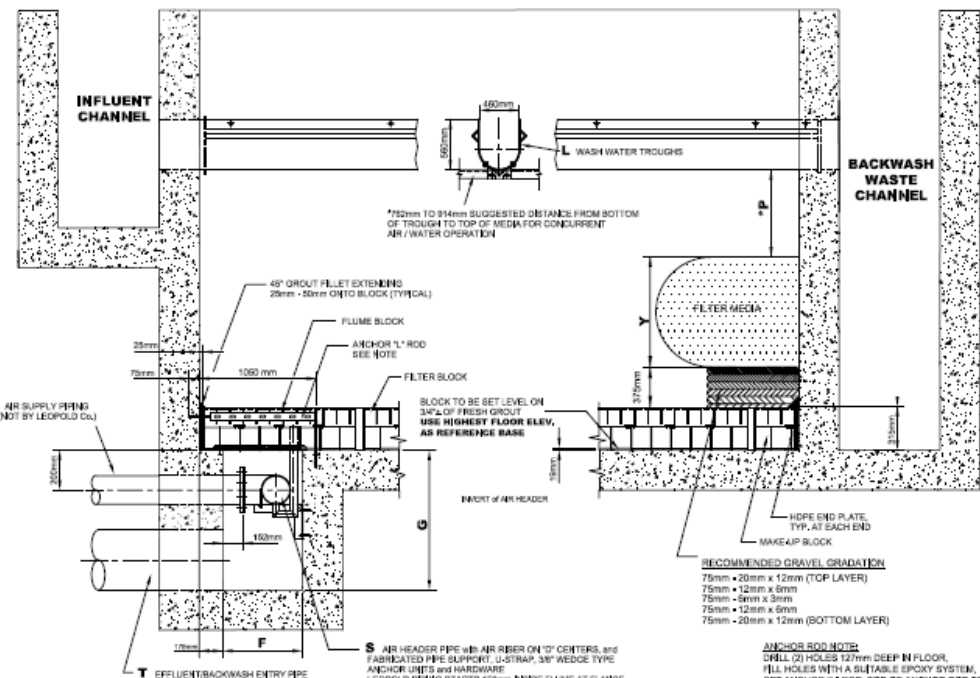 INFLUENT
CHANNEL
460mm
560mm
L WASH WATER TROUGHS
BACKWASH
WASTE
CHANNEL
*P
*762mm TO 914mm SUGGESTED DISTANCE FROM BOTTOM
OF TROUGH TO TOP OF MEDIA FOR CONCURRENT
AIR / WATER OPERATION
45° GROUT FILLET EXTENDING
25mm - 50mm ONTO BLOCK (TYPICAL)
FLUME BLOCK
ANCHOR "L" ROD
SEE NOTE
FILTER BLOCK
FILTER MEDIA
Y
25mm
75mm
1050 mm
375mm
AIR SUPPLY PIPING
(NOT BY LEOPOLD Co.)
BLOCK TO BE SET LEVEL ON
3/4"± OF FRESH GROUT
USE HIGHEST FLOOR ELEV.
AS REFERENCE BASE
315mm
200mm
19mm
G
INVERT of AIR HEADER
152mm
HDPE END PLATE,
TYP. AT EACH END
MAKE-UP BLOCK
RECOMMENDED GRAVEL GRADATION
75mm - 20mm x 12mm (TOP LAYER)
75mm - 12mm x 6mm
75mm - 6mm x 3mm
75mm - 12mm x 6mm
75mm - 20mm x 12mm (BOTTOM LAYER)
F
S AIR HEADER PIPE with AIR RISER ON "D" CENTERS, and
FABRICATED PIPE SUPPORT, U-STRAP, 3/8" WEDGE TYPE
ANCHOR UNITS and HARDWARE
T EFFLUENT/BACKWASH ENTRY PIPE
ANCHOR ROD NOTE:
DRILL (2) HOLES 127mm DEEP IN FLOOR,
FILL HOLES WITH A SUITABLE EPOXY SYSTEM,